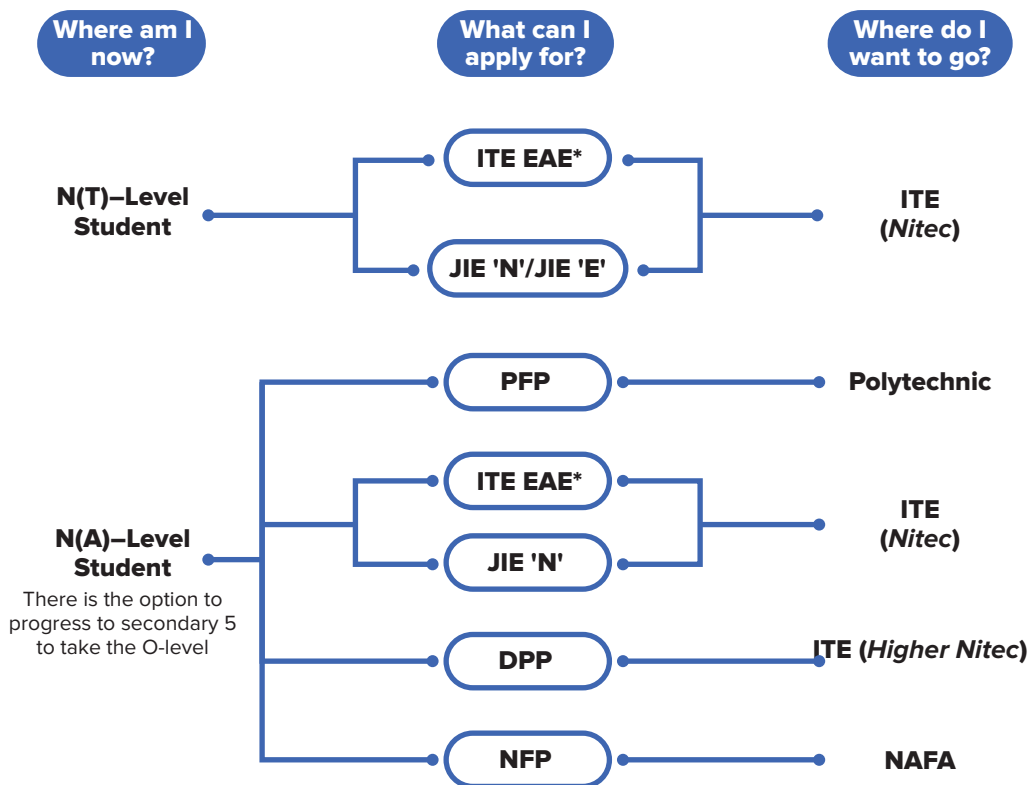 Where am I
now?
What can I
apply for?
Where do I
want to go?
N(T)–Level
Student
ITE EAE*
JIE 'N'/JIE 'E'
ITE
(Nitec)
N(A)–Level
Student
There is the option to
progress to secondary 5
to take the O-level
PFP
Polytechnic
ITE EAE*
JIE 'N'
ITE
(Nitec)
DPP
ITE (Higher Nitec)
NFP
NAFA